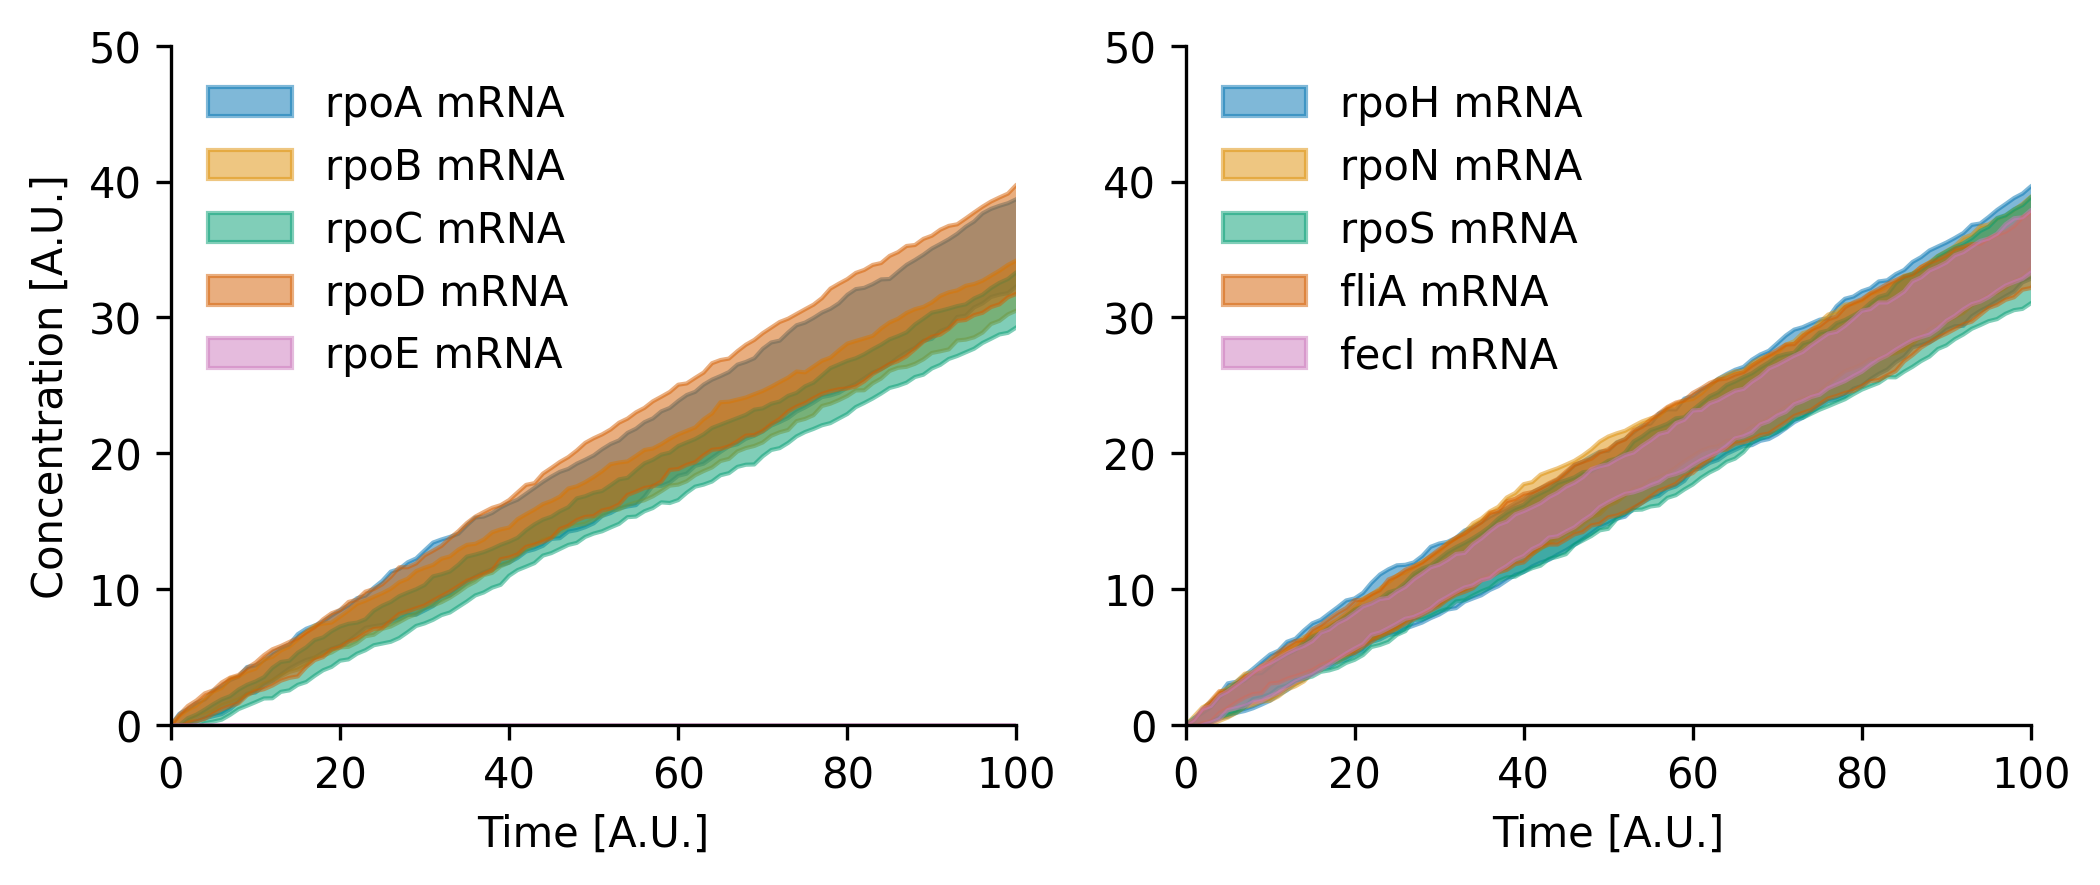 50
40
30
20
10
0
Concentration [A.U.]
rpoA mRNA
rpoB mRNA
rpoC mRNA
rpoD mRNA
rpoE mRNA
0 20 40 60 80 100
Time [A.U.]
50
40
30
20
10
0
rpoH mRNA
rpoN mRNA
rpoS mRNA
fliA mRNA
fecI mRNA
0 20 40 60 80 100
Time [A.U.]